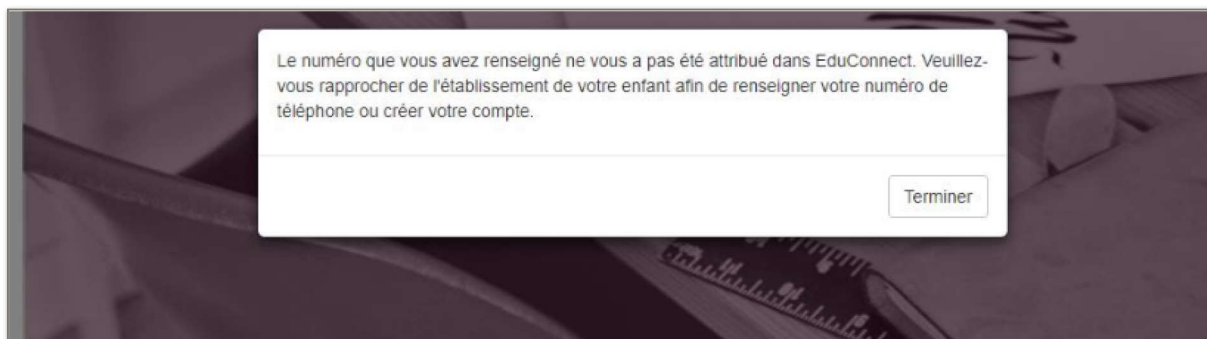 Le numéro que vous avez renseigné ne vous a pas été attribué dans EduConnect. Veuillez-
vous rapprocher de l'établissement de votre enfant afin de renseigner votre numéro de
téléphone ou créer votre compte.
Terminer